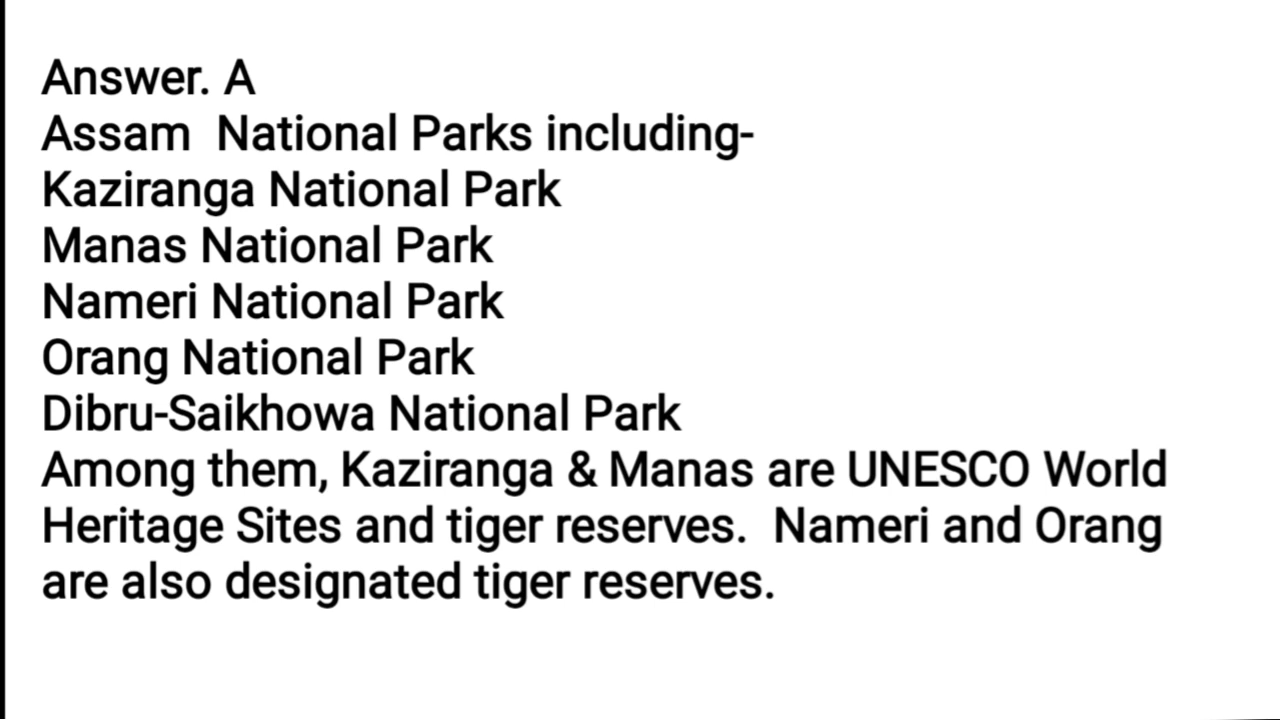 Answer. A
Assam  National Parks including-
Kaziranga National Park
Manas National Park
Nameri National Park
Orang National Park
Dibru-Saikhowa National Park
Among them, Kaziranga & Manas are UNESCO World
Heritage Sites and tiger reserves.  Nameri and Orang
are also designated tiger reserves.